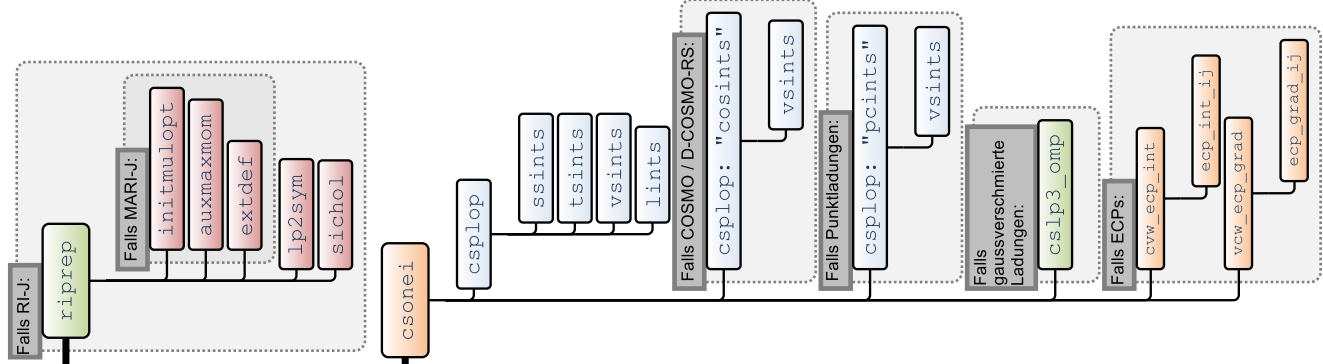 Falls RI-J:
riprep
Falls MARI-J:
initmulopt
auxmaxmom
extdef
lp2sym
sichol
csonei
csplop
sints
tsints
vsints
lints
Falls COSMO / D-COSMO-RS:
csplop: "cosints"
vsints
Falls Punktladungen:
csplop: "pcints"
vsints
Falls
gaussverschmierte
Ladungen:
cslp3_omp
Falls ECPs:
cvw_ecp_int
ecp_int_ij
vcw_ecp_grad
ecp_grad_ij